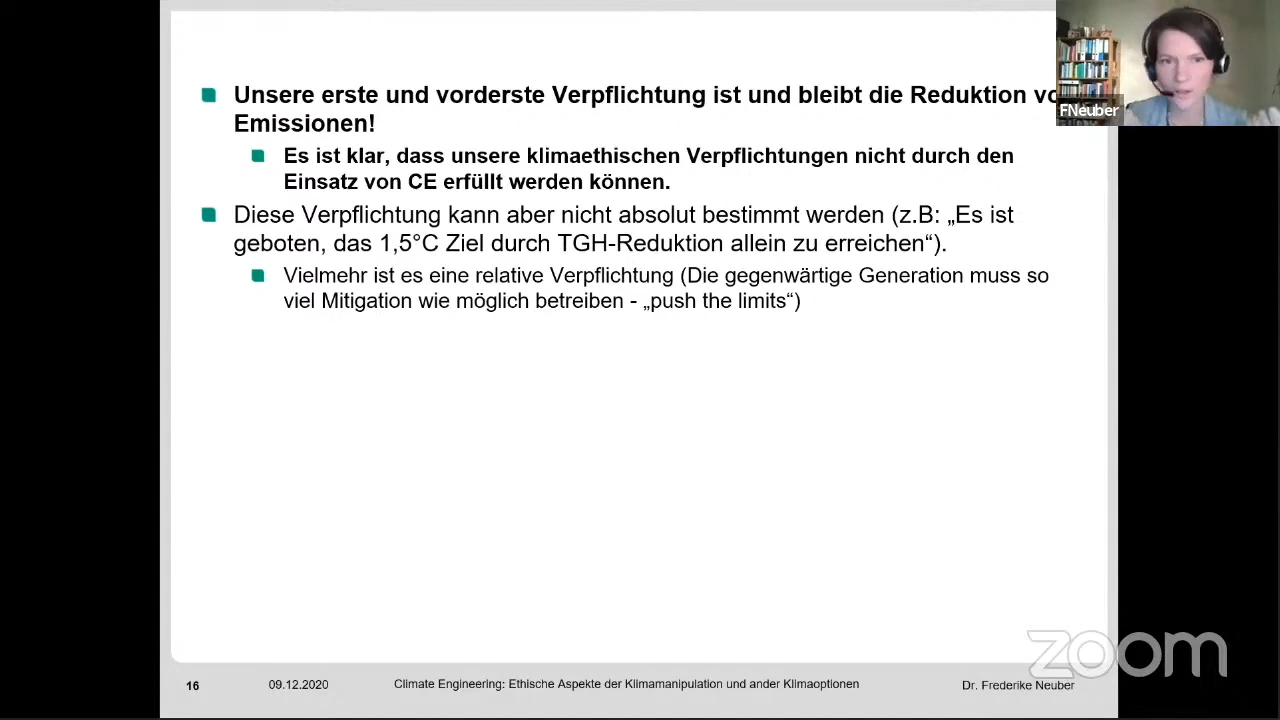 Unsere erste und vorderste Verpflichtung ist und bleibt die Reduktion
Emissionen!
Es ist klar, dass unsere klimaethischen Verpflichtungen nicht durch den
Einsatz von CE erfüllt werden können.
Diese Verpflichtung kann aber nicht absolut bestimmt werden (z.B: „Es ist
geboten, das 1,5°C Ziel durch TGH-Reduktion allein zu erreichen“).
Vielmehr ist es eine relative Verpflichtung (Die gegenwärtige Generation muss so
viel Mitigation wie möglich betreiben - „push the limits“)
FNeuber
zoom
16 09.12.2020 Climate Engineering: Ethische Aspekte der Klimamanipulation und ander Klimaoptionen Dr. Frederike Neuber